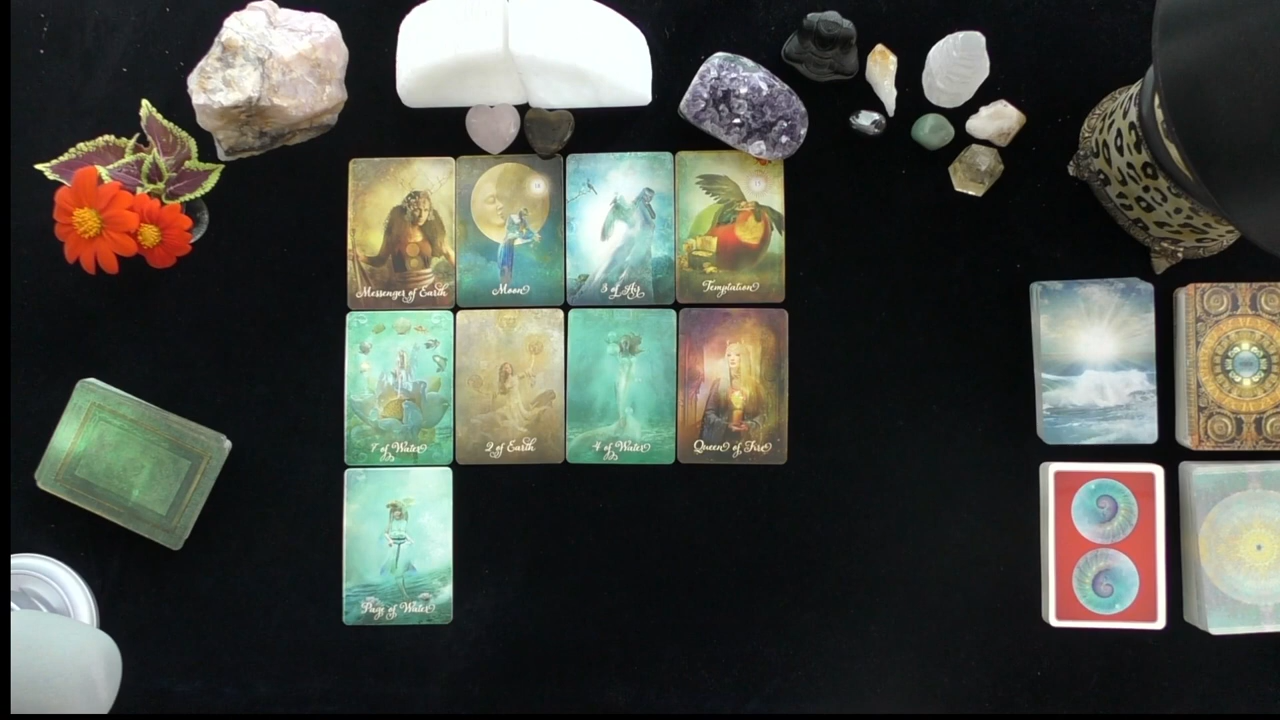 Messenger of Earth
Moon
18
3 of Air
Temptation
7 of Water
2 of Earth
4 of Water
Queen of Fire
Page of Water